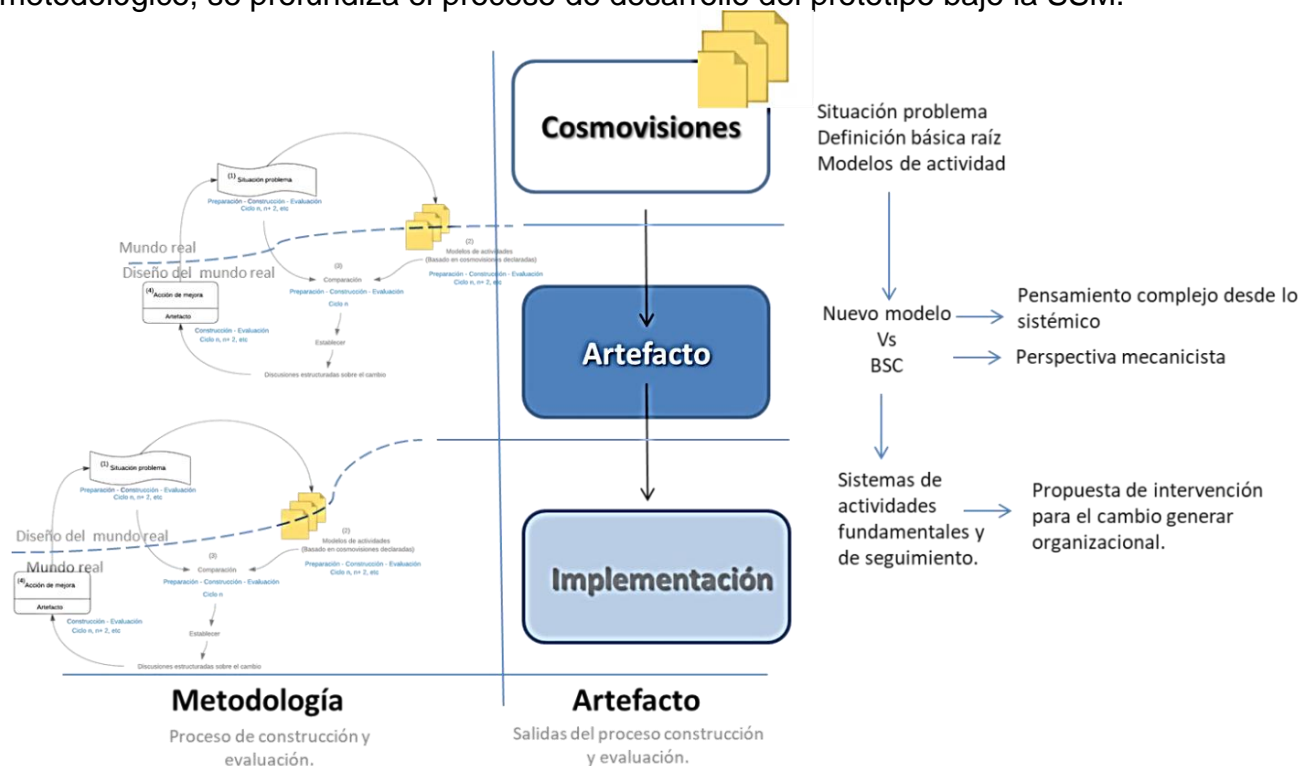 metodológico, se profundiza el proceso de desarrollo del prototipo bajo la SSM.
Cosmovisiones
Situación problema
Definición básica raíz
Modelos de actividad
(1) Situación problema
Preparación - Construcción - Evaluación
Ciclo n, n+ 2, etc
Mundo real
Diseño del mundo real
(2)
Modelos de actividades
(Basado en cosmovisiones declaradas)
Preparación - Construcción - Evaluación
Ciclo n, n+ 2, etc
(3)
Comparación
Preparación - Construcción - Evaluación
Ciclo n
(4) Acción de mejora
Artefacto
Construcción - Evaluación
Ciclo n, n+ 2, etc
Establecer
Discusiones estructuradas sobre el cambio
Artefacto
Nuevo modelo
Vs
BSC
Pensamiento complejo desde lo
sistémico
Perspectiva mecanicista
(1) Situación problema
Preparación - Construcción - Evaluación
Ciclo n, n+ 2, etc
Diseño del mundo real
Mundo real
(2)
Modelos de actividades
(Basado en cosmovisiones declaradas)
Preparación - Construcción - Evaluación
Ciclo n, n+ 2, etc
(3)
Comparación
Preparación - Construcción - Evaluación
Ciclo n
(4) Acción de mejora
Artefacto
Construcción - Evaluación
Ciclo n, n+ 2, etc
Establecer
Discusiones estructuradas sobre el cambio
Implementación
Sistemas de
actividades
fundamentales y
de seguimiento.
Propuesta de intervención
para el cambio generar
organizacional.
Metodología
Proceso de construcción y
evaluación.
Artefacto
Salidas del proceso construcción
y evaluación.